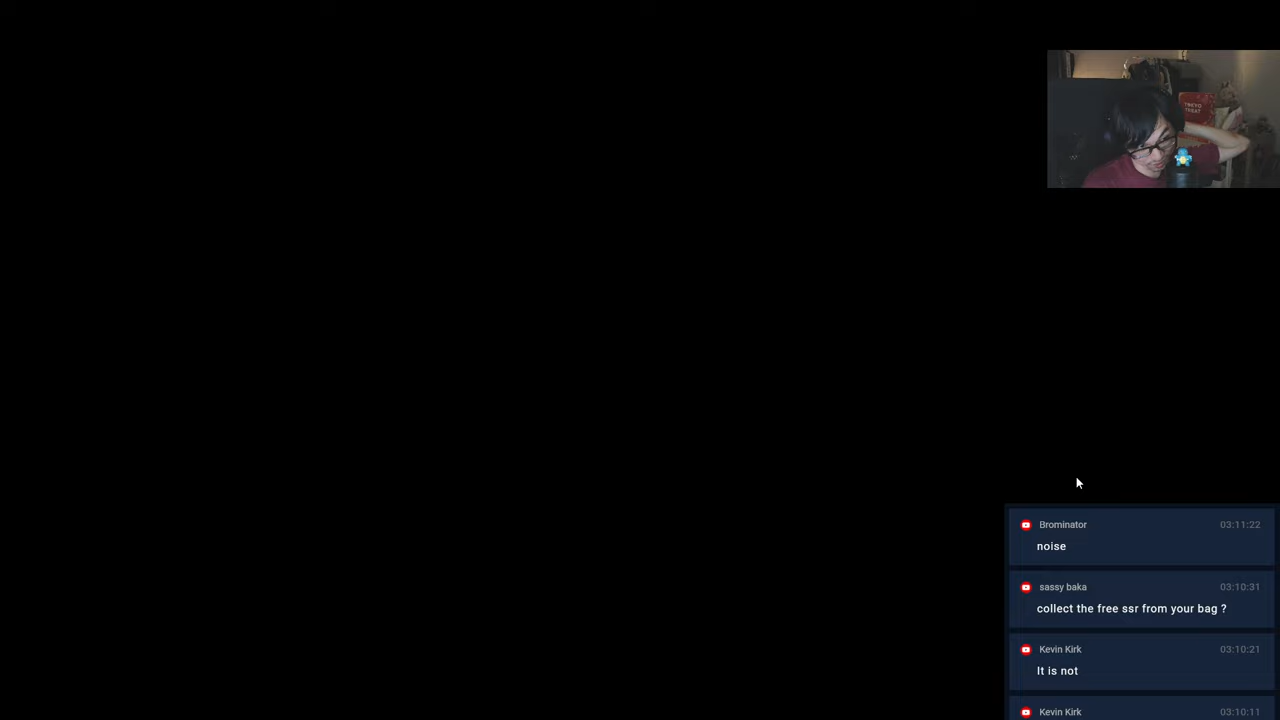 Brominator 03:11:22
noise
sassy baka 03:10:31
collect the free ssr from your bag ?
Kevin Kirk 03:10:21
It is not
Kevin Kirk 03:10:11